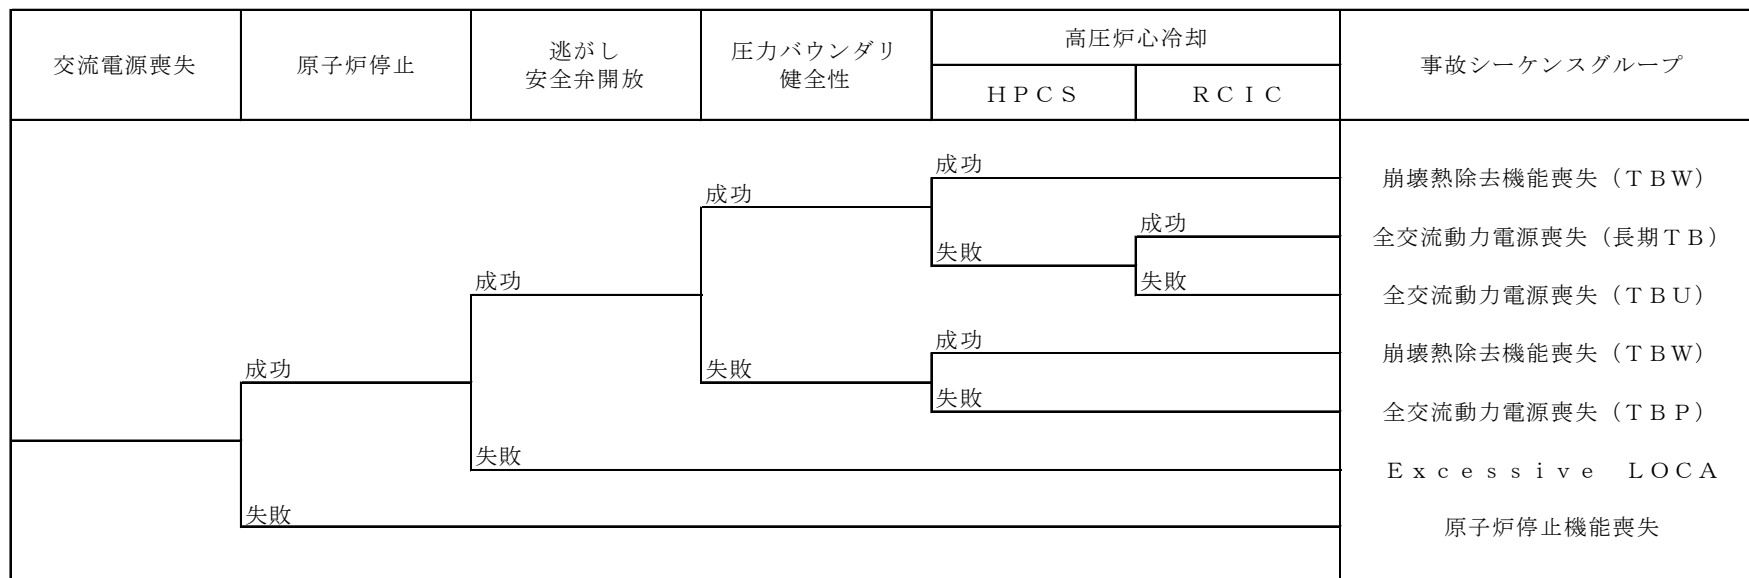 交流電源喪失
原子炉停止
逃がし
安全弁開放
圧力バウンダリ
健全性
高圧炉心冷却
ＨＰＣＳ
ＲＣＩＣ
事故シーケンスグループ
成功
崩壊熱除去機能喪失（ＴＢＷ）
成功
成功
全交流動力電源喪失（長期ＴＢ）
失敗
成功
失敗
全交流動力電源喪失（ＴＢＵ）
成功
崩壊熱除去機能喪失（ＴＢＷ）
成功
失敗
失敗
全交流動力電源喪失（ＴＢＰ）
失敗
Ｅｘｃｅｓｓｉｖｅ　ＬＯＣＡ
失敗
原子炉停止機能喪失